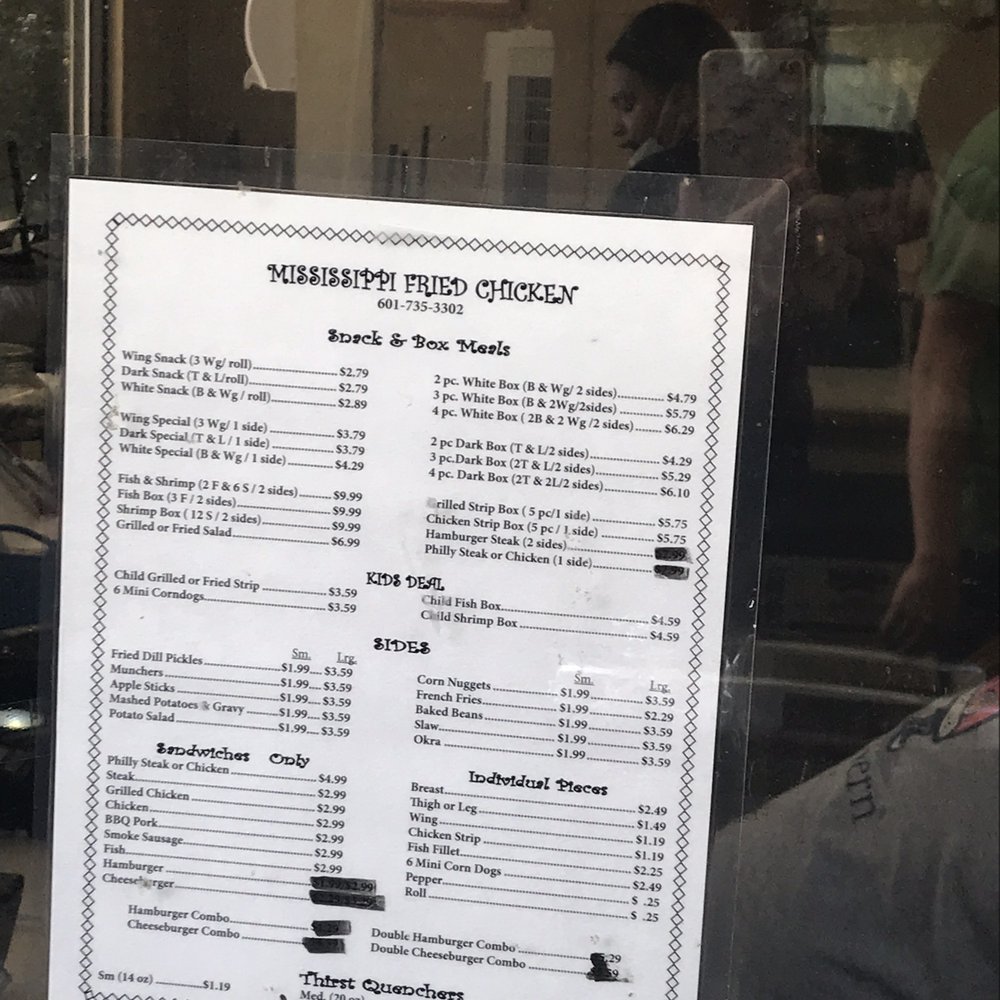 MISSISSIPPI FRIED CHICKEN
601-735-3302
Snack & Box Meals
Wing Snack (3 Wg/ roll) $2.79
Dark Snack (T & L/roll) $2.79
White Snack (B & Wg / roll) $2.89
Wing Special (3 Wg/ 1 side) $3.79
Dark Special (T & L / 1 side) $3.79
White Special (B & Wg / 1 side) $4.29
Fish & Shrimp (2 F & 6 S / 2 sides) $9.99
Fish Box (3 F / 2 sides) $9.99
Shrimp Box ( 12 S / 2 sides) $9.99
Grilled or Fried Salad $6.99
2 pc. White Box (B & Wg/ 2 sides) $4.79
3 pc. White Box (B & 2Wg/2sides) $5.79
4 pc. White Box ( 2B & 2 Wg /2 sides) $6.29
2 pc Dark Box (T & L/2 sides) $4.29
3 pc.Dark Box (2T & L/2 sides) $5.29
4 pc. Dark Box (2T & 2L/2 sides) $6.10
Grilled Strip Box ( 5 pc/1 side) $5.75
Chicken Strip Box (5 pc / 1 side) $5.75
Hamburger Steak (2 sides)
Philly Steak or Chicken (1 side)
KIDS DEAL
Child Grilled or Fried Strip $3.59
6 Mini Corndogs $3.59
Child Fish Box $4.59
Child Shrimp Box $4.59
SIDES
Sm. Lrg.
Fried Dill Pickles $1.99 $3.59
Munchers $1.99 $3.59
Apple Sticks $1.99 $3.59
Mashed Potatoes & Gravy $1.99 $3.59
Potato Salad $1.99 $3.59
Sm. Lrg.
Corn Nuggets $1.99 $3.59
French Fries $1.99 $2.29
Baked Beans $1.99 $3.59
Slaw $1.99 $3.59
Okra $1.99 $3.59
Sandwiches Only
Philly Steak or Chicken $4.99
Steak $2.99
Grilled Chicken $2.99
Chicken $2.99
BBQ Pork $2.99
Smoke Sausage $2.99
Fish $2.99
Hamburger
Cheeseburger
Hamburger Combo
Cheeseburger Combo
Individual Pieces
Breast $2.49
Thigh or Leg $1.49
Wing $1.19
Chicken Strip $1.19
Fish Fillet $2.25
6 Mini Corn Dogs $2.49
Pepper $ .25
Roll $ .25
Double Hamburger Combo .29
Double Cheeseburger Combo
Thirst Quenchers
Sm (14 oz) $1.19
Med. (20 oz)
ern